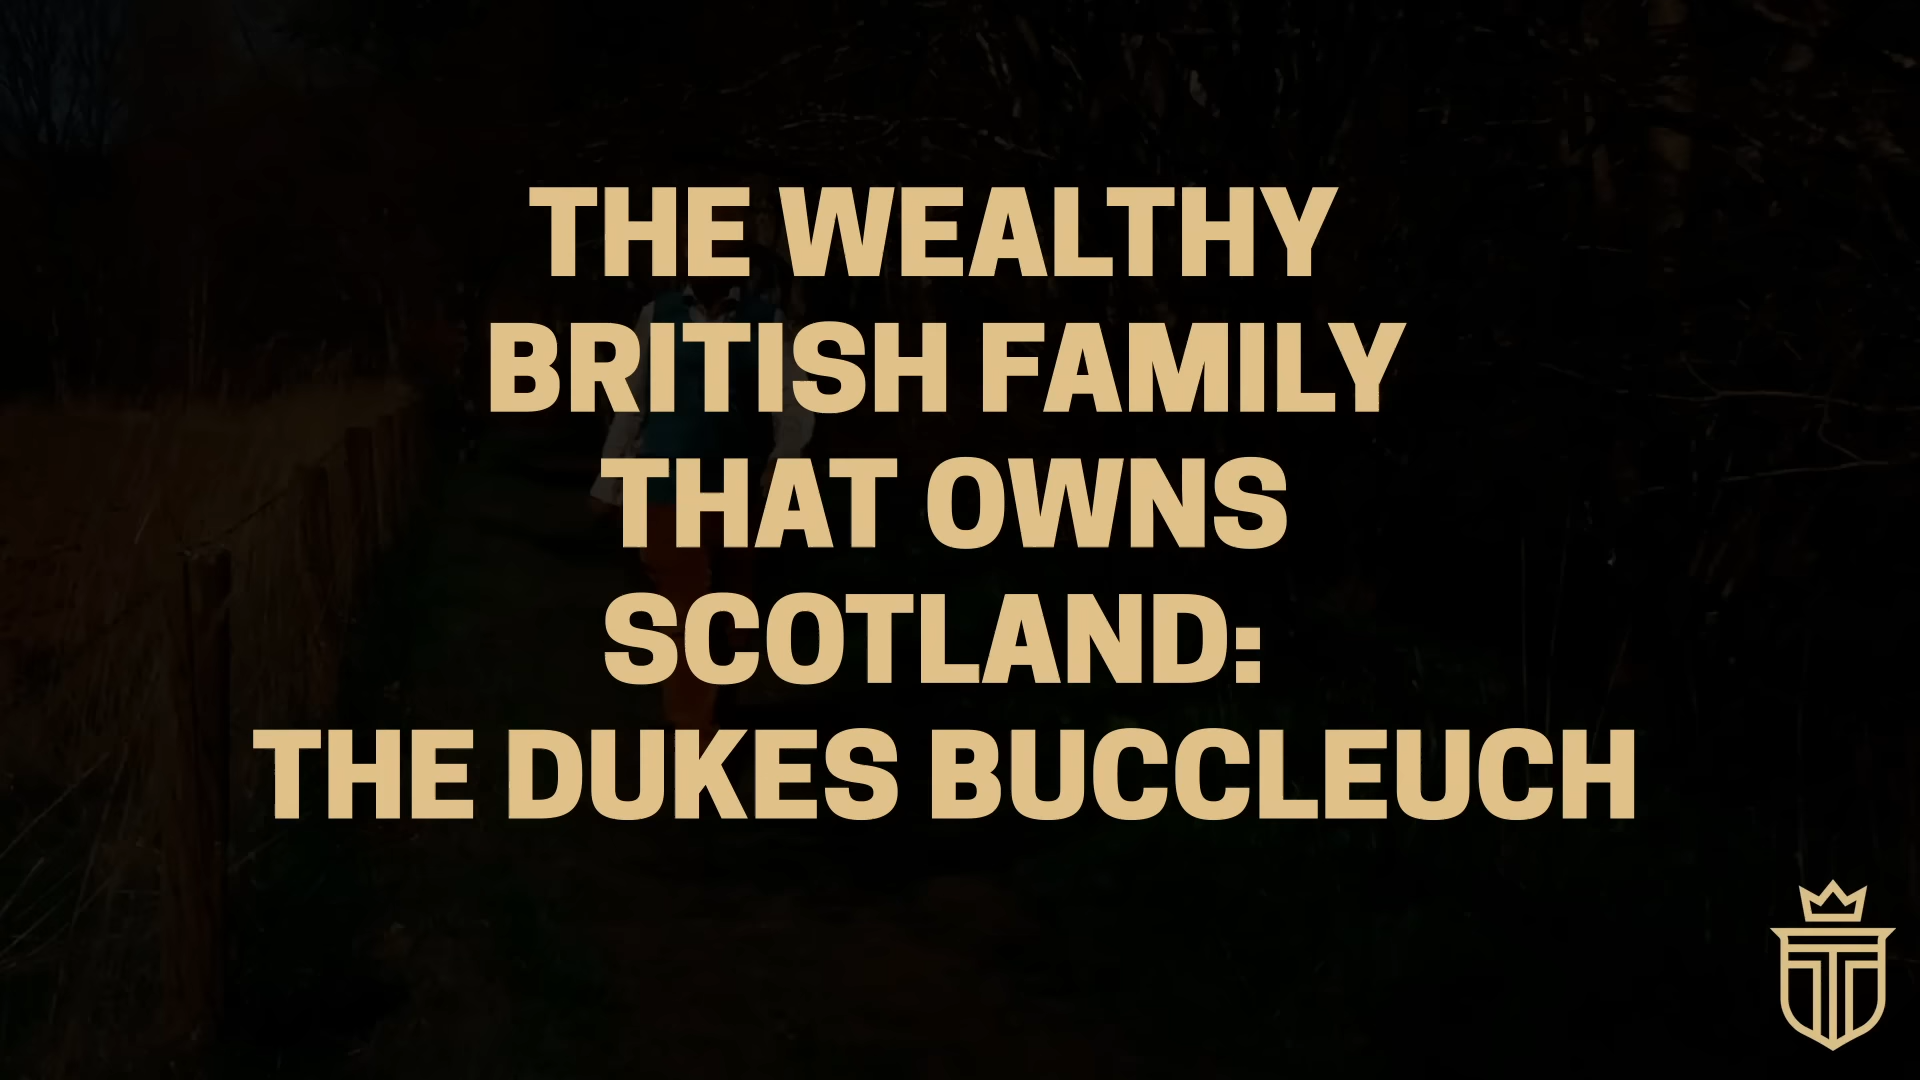 THE WEALTHY
BRITISH FAMILY
THAT OWNS
SCOTLAND:
THE DUKES BUCCLEUCH